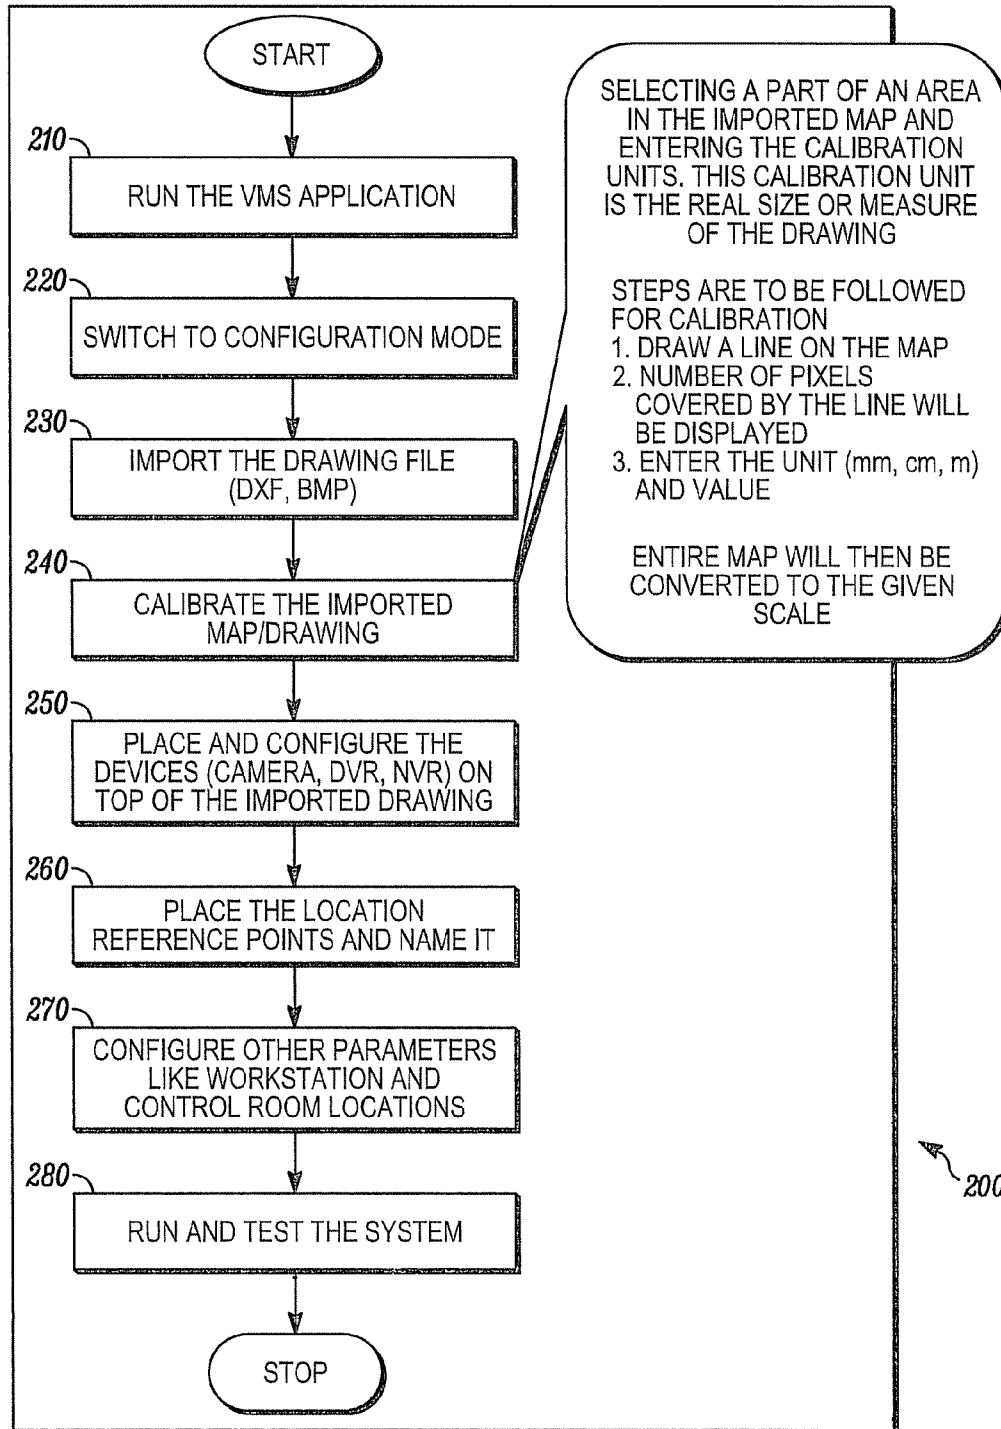 START
210
RUN THE VMS APPLICATION
220
SWITCH TO CONFIGURATION MODE
230
IMPORT THE DRAWING FILE
(DXF, BMP)
240
CALIBRATE THE IMPORTED
MAP/DRAWING
SELECTING A PART OF AN AREA
IN THE IMPORTED MAP AND
ENTERING THE CALIBRATION
UNITS. THIS CALIBRATION UNIT
IS THE REAL SIZE OR MEASURE
OF THE DRAWING
STEPS ARE TO BE FOLLOWED
FOR CALIBRATION
1. DRAW A LINE ON THE MAP
2. NUMBER OF PIXELS
COVERED BY THE LINE WILL
BE DISPLAYED
3. ENTER THE UNIT (mm, cm, m)
AND VALUE
ENTIRE MAP WILL THEN BE
CONVERTED TO THE GIVEN
SCALE
250
PLACE AND CONFIGURE THE
DEVICES (CAMERA, DVR, NVR) ON
TOP OF THE IMPORTED DRAWING
260
PLACE THE LOCATION
REFERENCE POINTS AND NAME IT
270
CONFIGURE OTHER PARAMETERS
LIKE WORKSTATION AND
CONTROL ROOM LOCATIONS
280
RUN AND TEST THE SYSTEM
200
STOP